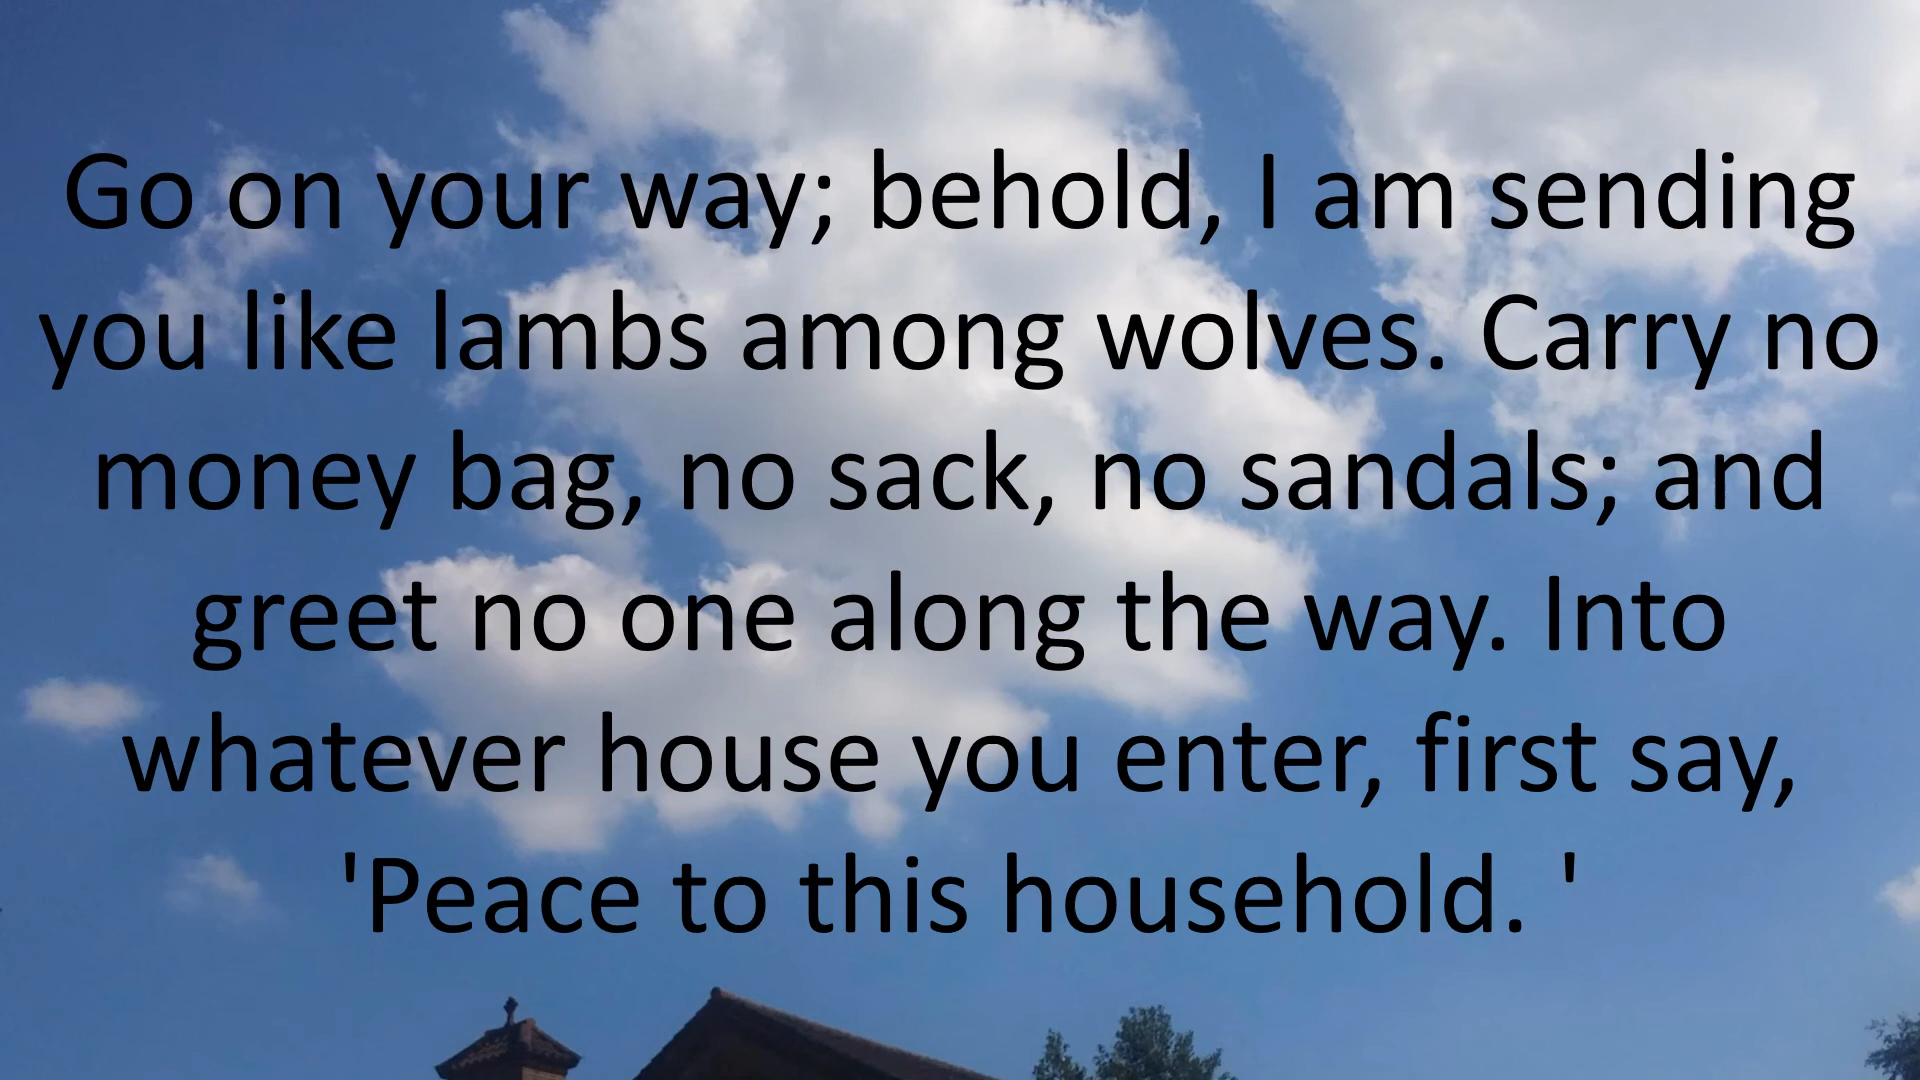 Go on your way; behold, I am sending
you like lambs among wolves. Carry no
money bag, no sack, no sandals; and
greet no one along the way. Into
whatever house you enter, first say,
'Peace to this household. '